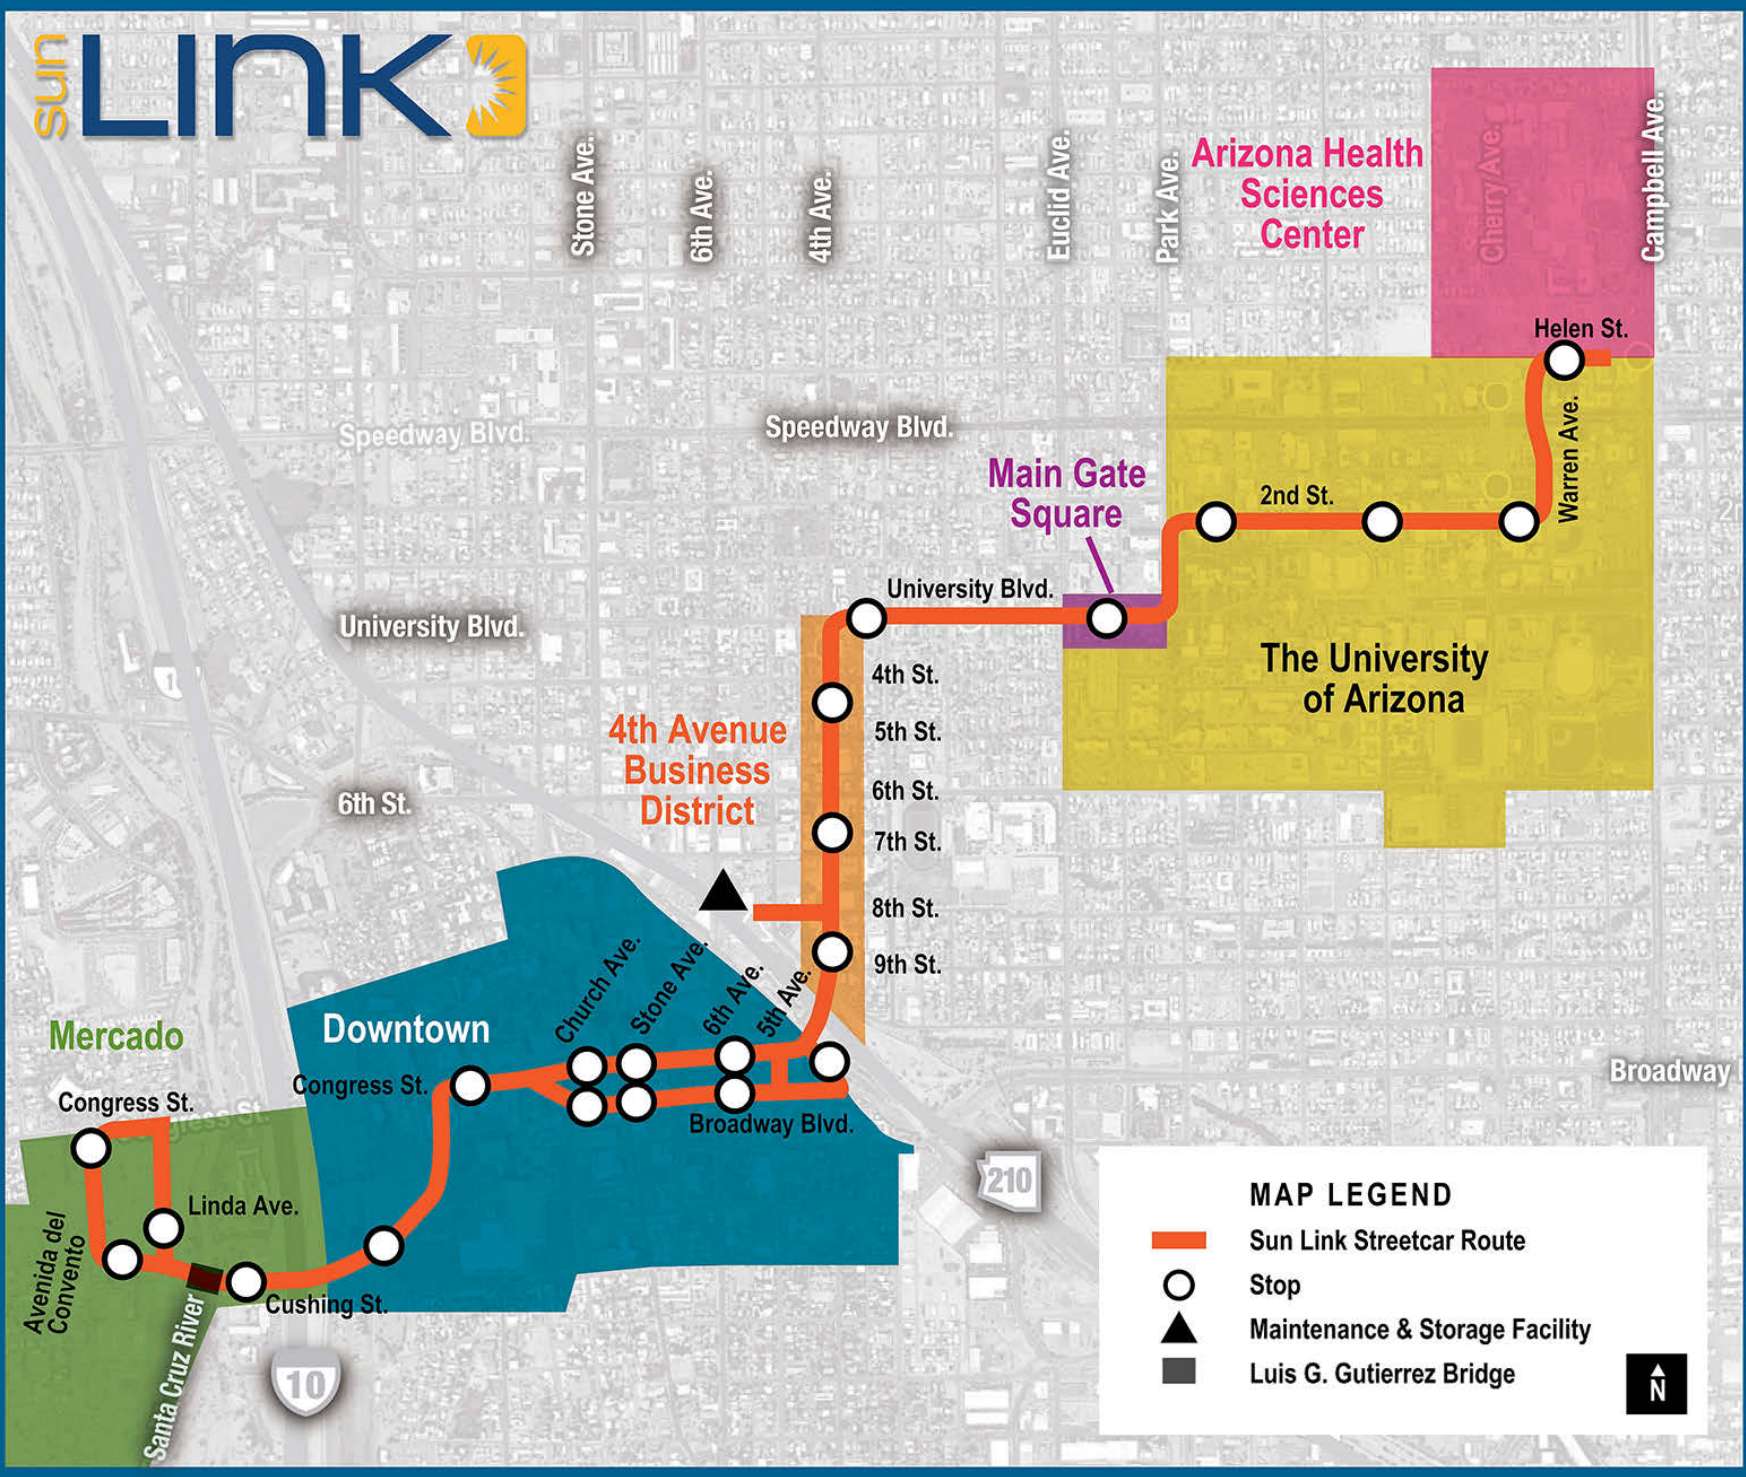 sun LINK
Stone Ave.
6th Ave.
4th Ave.
Euclid Ave.
Park Ave.
Cherry Ave.
Campbell Ave.
Arizona Health
Sciences
Center
Helen St.
Warren Ave.
Speedway Blvd.
Speedway Blvd.
Main Gate
Square
2nd St.
University Blvd.
University Blvd.
The University
of Arizona
4th St.
5th St.
6th St.
7th St.
8th St.
9th St.
4th Avenue
Business
District
6th St.
1
Mercado
Downtown
Church Ave.
Stone Ave.
6th Ave.
5th Ave.
Congress St.
Congress St.
Congress St.
Broadway Blvd.
Broadway
Linda Ave.
Avenida del
Convento
Cushing St.
Santa Cruz River
10
210
MAP LEGEND
Sun Link Streetcar Route
Stop
Maintenance & Storage Facility
Luis G. Gutierrez Bridge
N